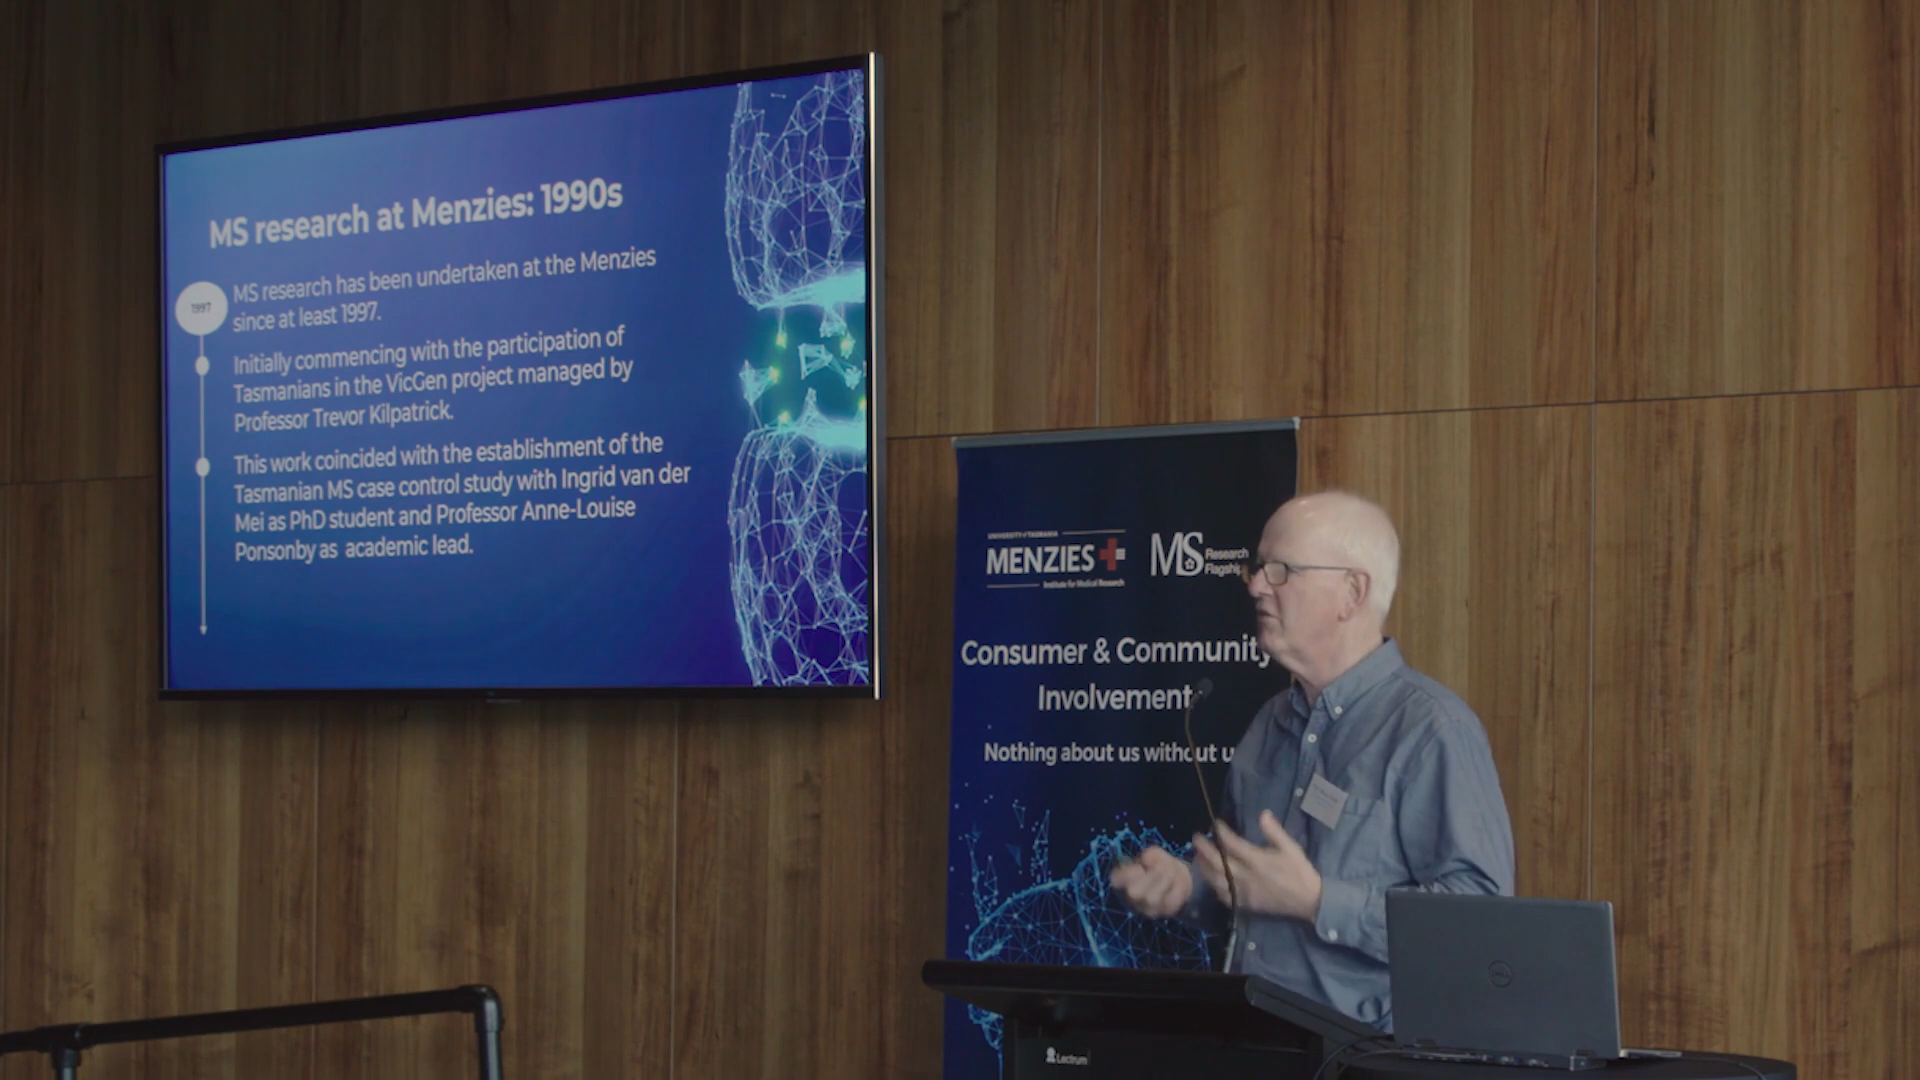 MS research at Menzies: 1990s
1997
MS research has been undertaken at the Menzies
since at least 1997.
Initially commencing with the participation of
Tasmanians in the VicGen project managed by
Professor Trevor Kilpatrick.
This work coincided with the establishment of the
Tasmanian MS case control study with Ingrid van der
Mei as PhD student and Professor Anne-Louise
Ponsonby as academic lead.
UNIVERSITY of TASMANIA
MENZIES
Institute for Medical Research
MS Research
Flagship
Consumer & Community
Involvement
Nothing about us without u
DELL
Lectrum